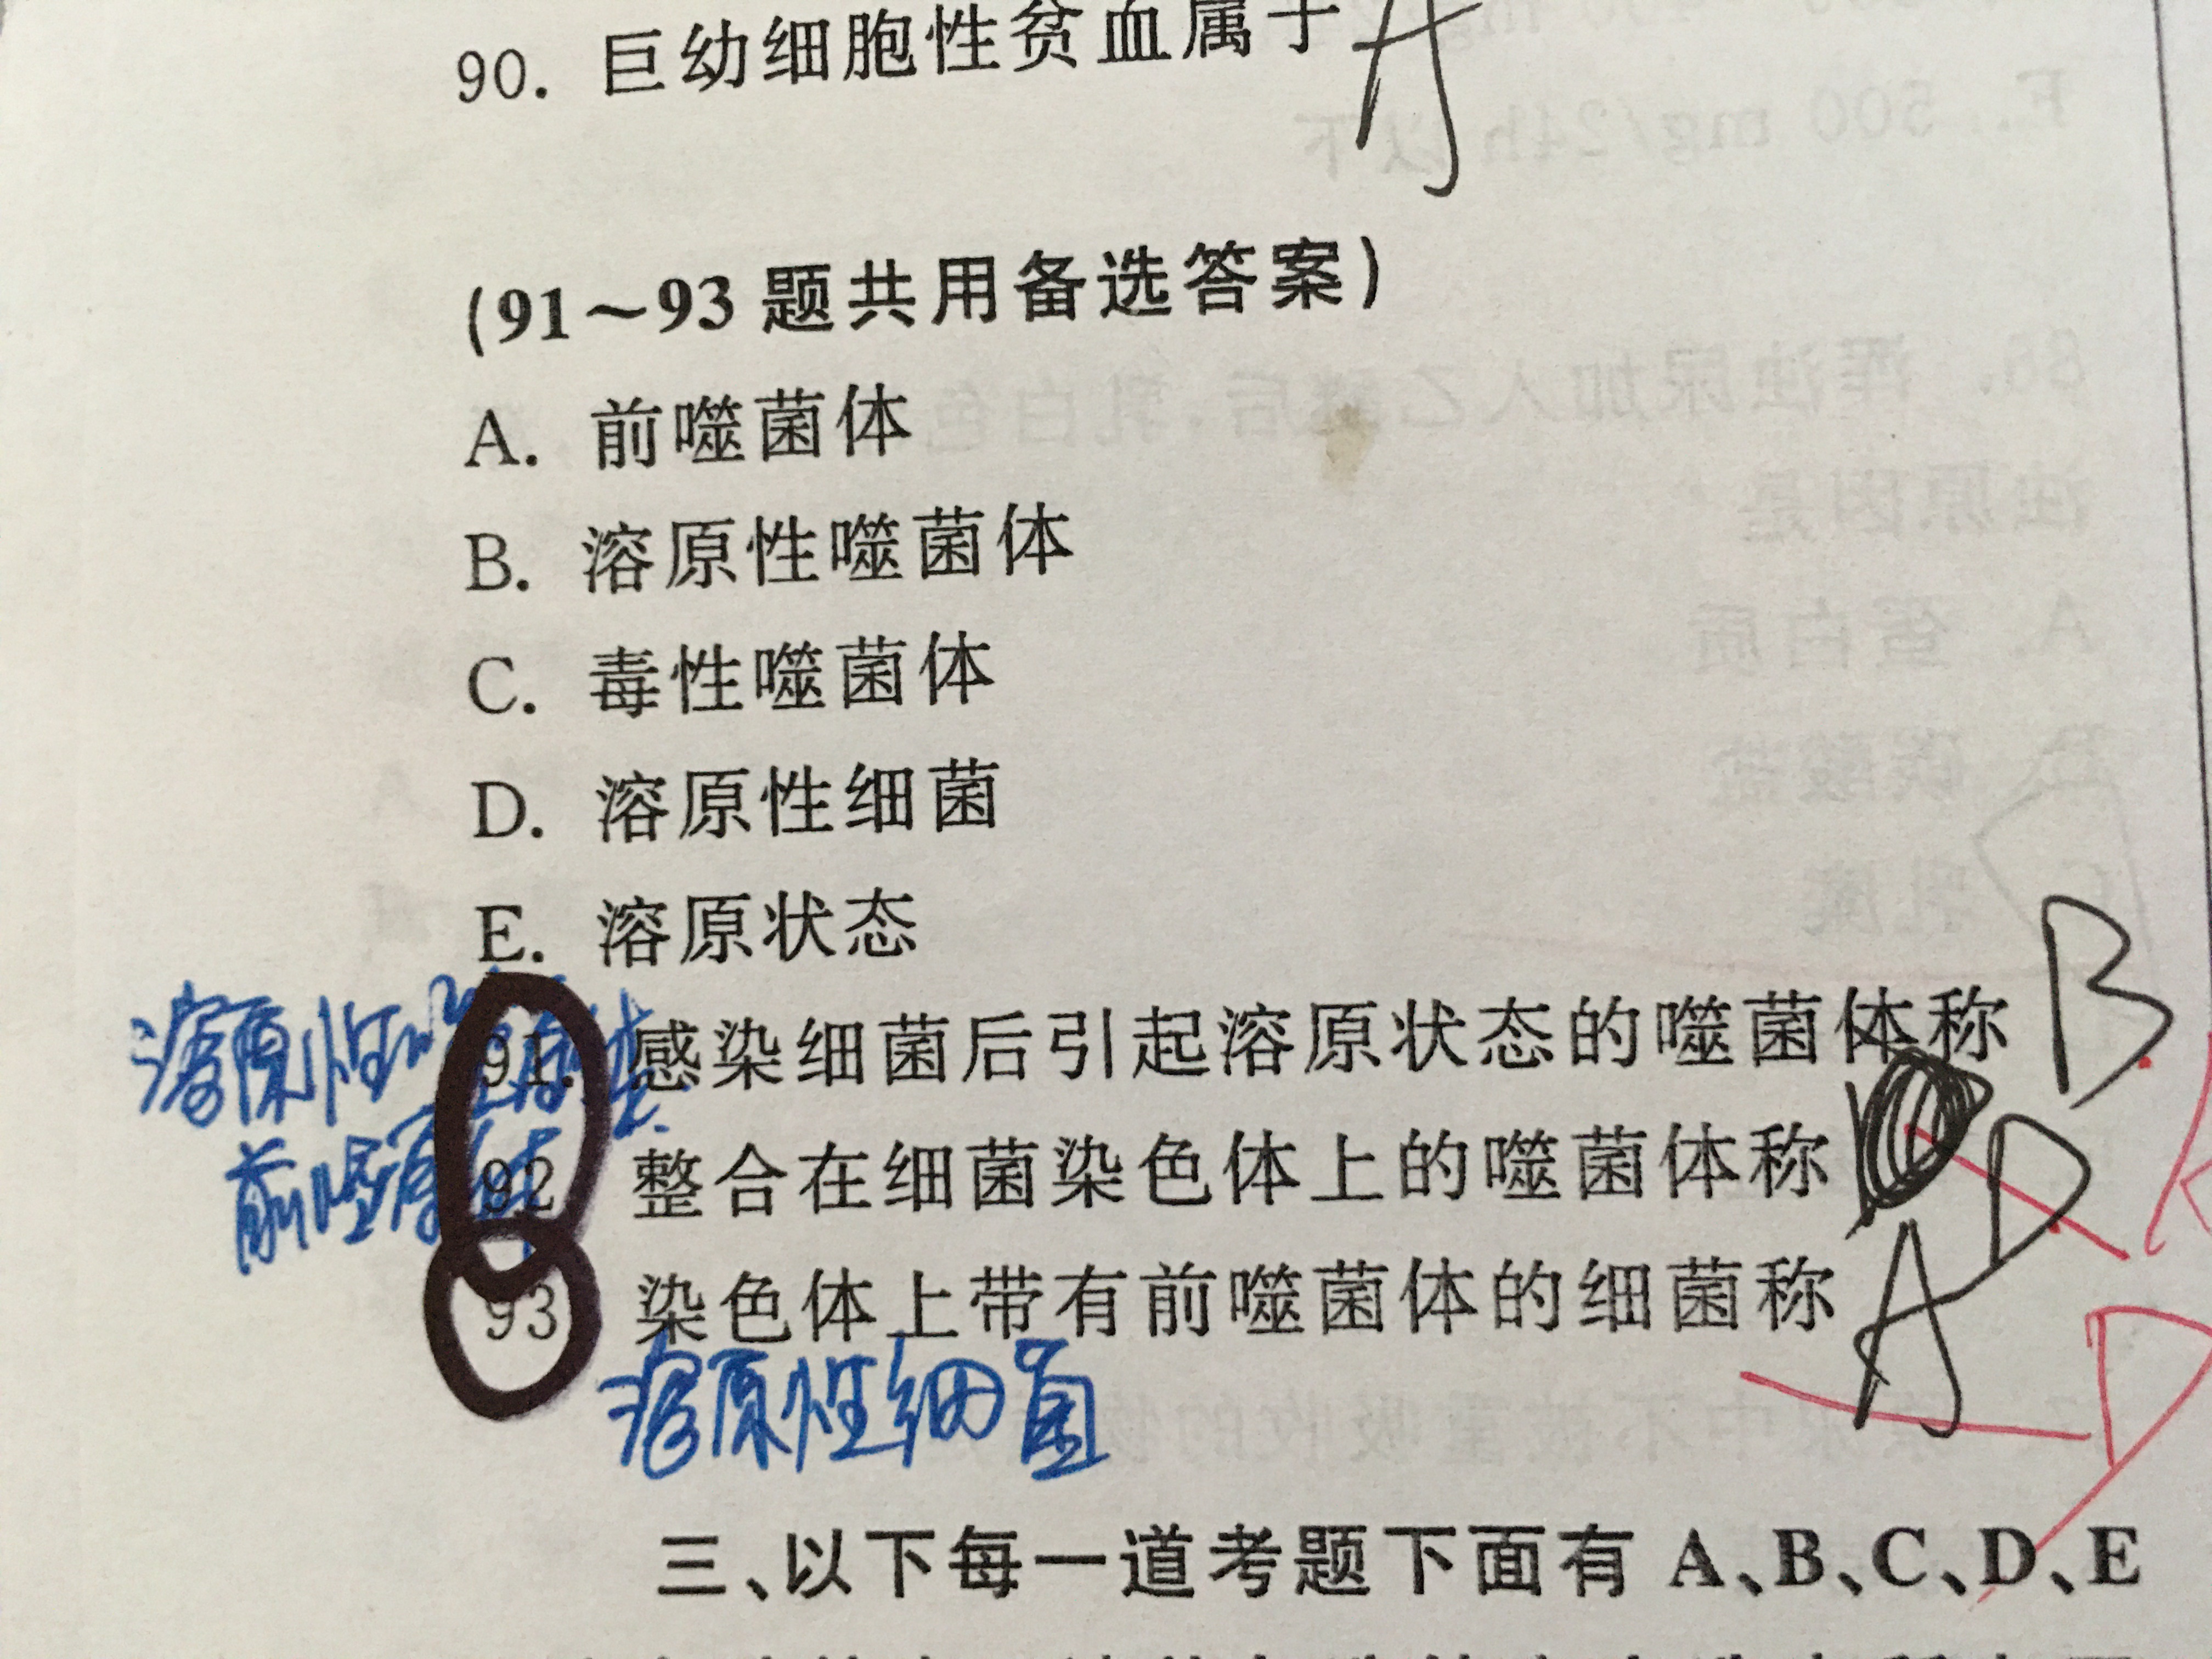 90. 巨幼细胞性贫血属于
(91～93题共用备选答案)
A. 前噬菌体
B. 溶原性噬菌体
C. 毒性噬菌体
D. 溶原性细菌
E. 溶原状态
91. 感染细菌后引起溶原状态的噬菌体称 B
92 整合在细菌染色体上的噬菌体称 D
93 染色体上带有前噬菌体的细菌称 A
D
溶原性细菌
三、以下每一道考题下面有 A、B、C、D、E